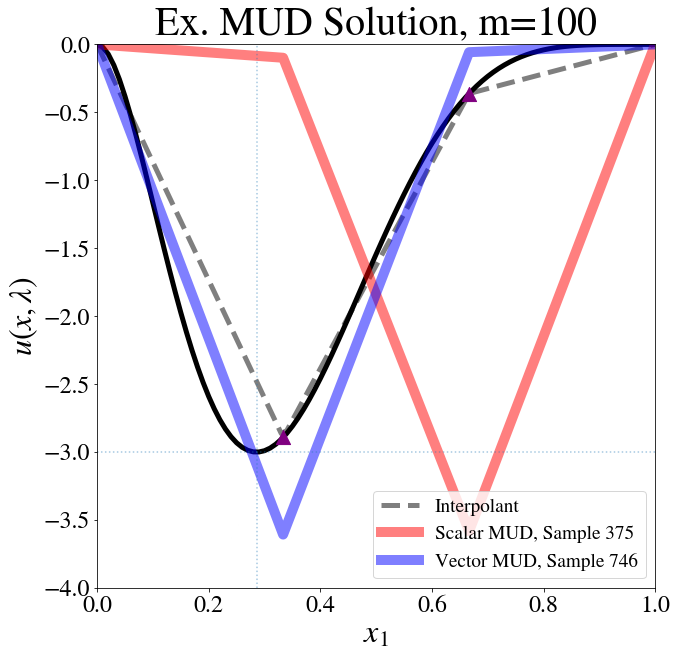 Ex. MUD Solution, m=100
u(x, λ)
0.0
−0.5
−1.0
−1.5
−2.0
−2.5
−3.0
−3.5
−4.0
Interpolant
Scalar MUD, Sample 375
Vector MUD, Sample 746
0.0 0.2 0.4 0.6 0.8 1.0
x₁